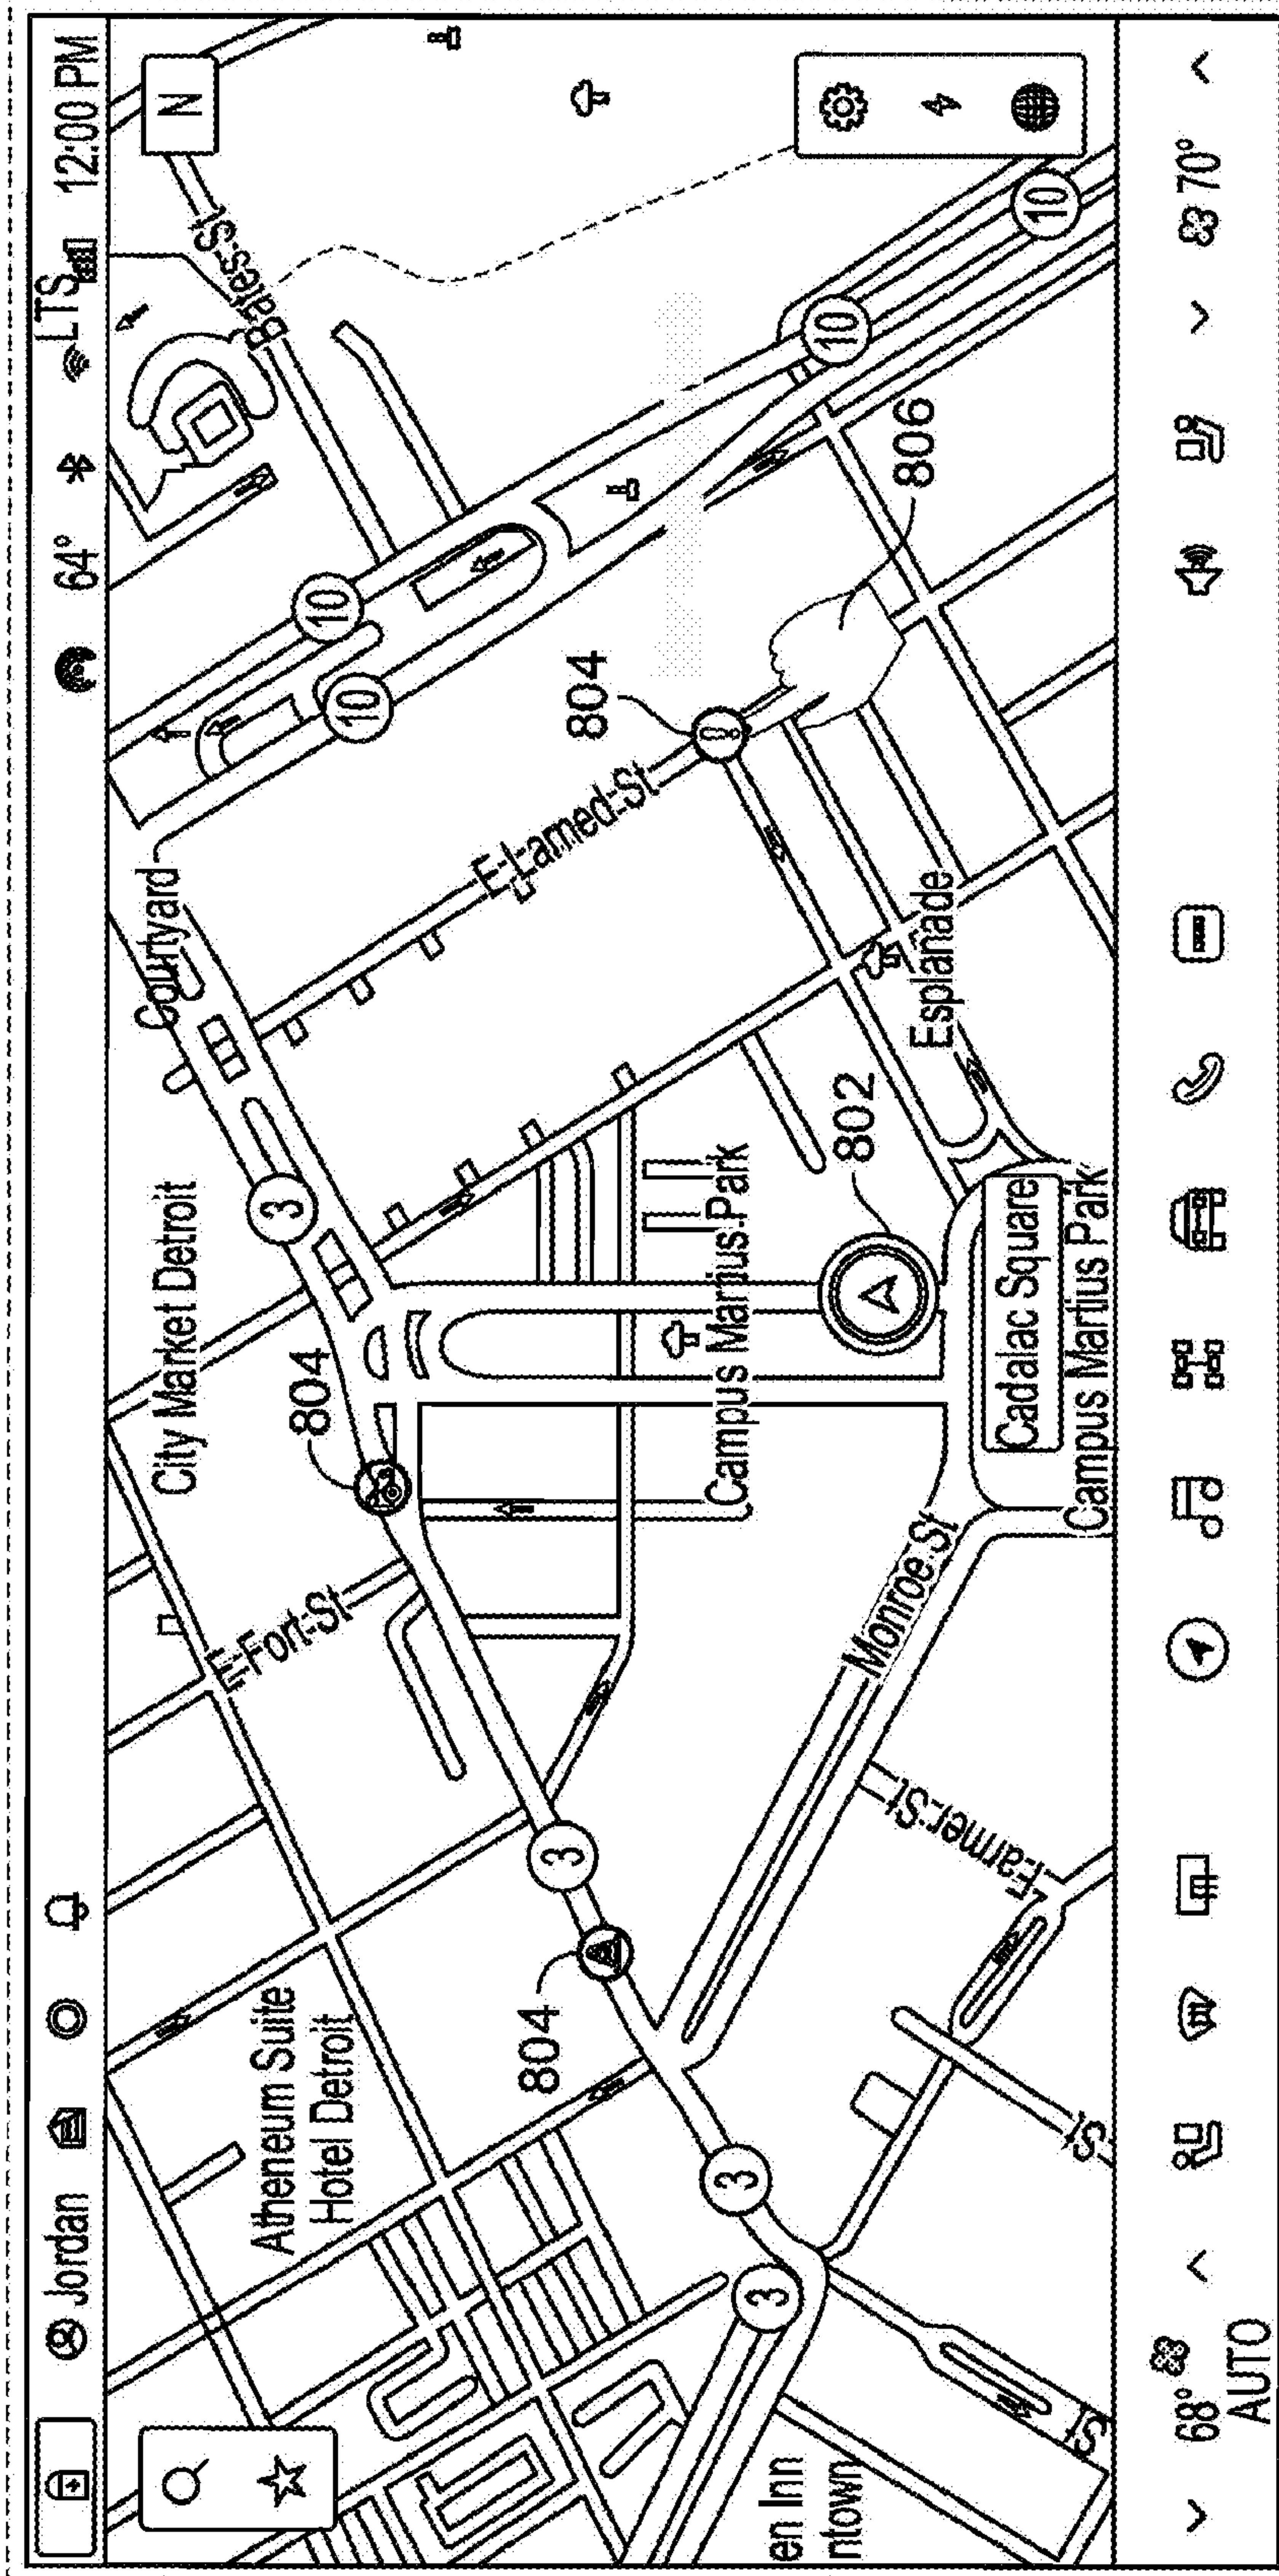 Jordan
64°
LTS
12:00 PM
N
Courtyard
Bates-St
City Market Detroit
E-Fort-St
Atheneum Suite
Hotel Detroit
804
804
804
E-Larned-St
10
10
10
10
806
3
3
3
3
802
Campus Martius-Park
Esplanade
Cadalac Square
Campus Martius Park
Monroe St
Farmer-St
St
St
en Inn
ntown
68°
AUTO
70°